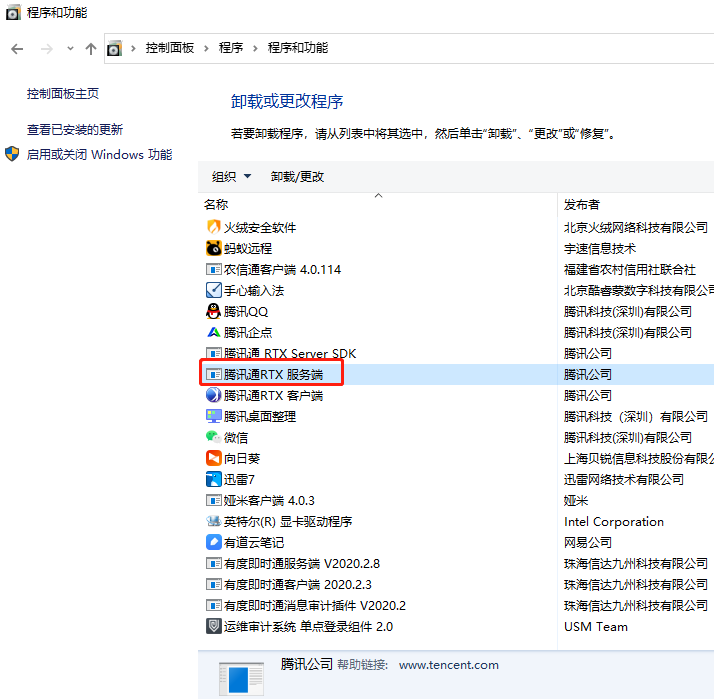 程序和功能
控制面板 程序 程序和功能
控制面板主页
查看已安装的更新
启用或关闭 Windows 功能
卸载或更改程序
若要卸载程序，请从列表中将其选中，然后单击“卸载”、“更改”或“修复”。
组织 卸载/更改
名称 发布者
火绒安全软件 北京火绒网络科技有限公司
蚂蚁远程 宇速信息技术
农信通客户端 4.0.114 福建省农村信用社联合社
手心输入法 北京酷睿蒙数字科技有限公司
腾讯QQ 腾讯科技(深圳)有限公司
腾讯企点 腾讯科技(深圳)有限公司
腾讯通 RTX Server SDK 腾讯公司
腾讯通RTX 服务端 腾讯公司
腾讯通RTX 客户端 腾讯公司
腾讯桌面整理 腾讯科技（深圳）有限公司
微信 腾讯科技(深圳)有限公司
向日葵 上海贝锐信息科技股份有限公
迅雷7 迅雷网络技术有限公司
娅米客户端 4.0.3 娅米
英特尔(R) 显卡驱动程序 Intel Corporation
有道云笔记 网易公司
有度即时通服务端 V2020.2.8 珠海信达九州科技有限公司
有度即时通客户端 2020.2.3 珠海信达九州科技有限公司
有度即时通消息审计插件 V2020.2 珠海信达九州科技有限公司
运维审计系统 单点登录组件 2.0 USM Team
腾讯公司 帮助链接: www.tencent.com